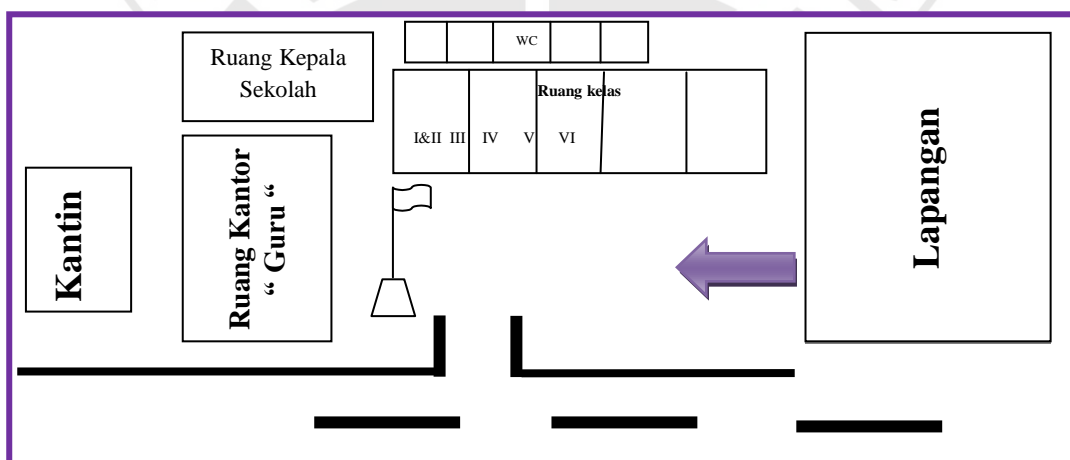 Ruang Kepala
Sekolah
WC
Ruang kelas
I&II III IV V VI
Kantin
Ruang Kantor
“ Guru “
Lapangan